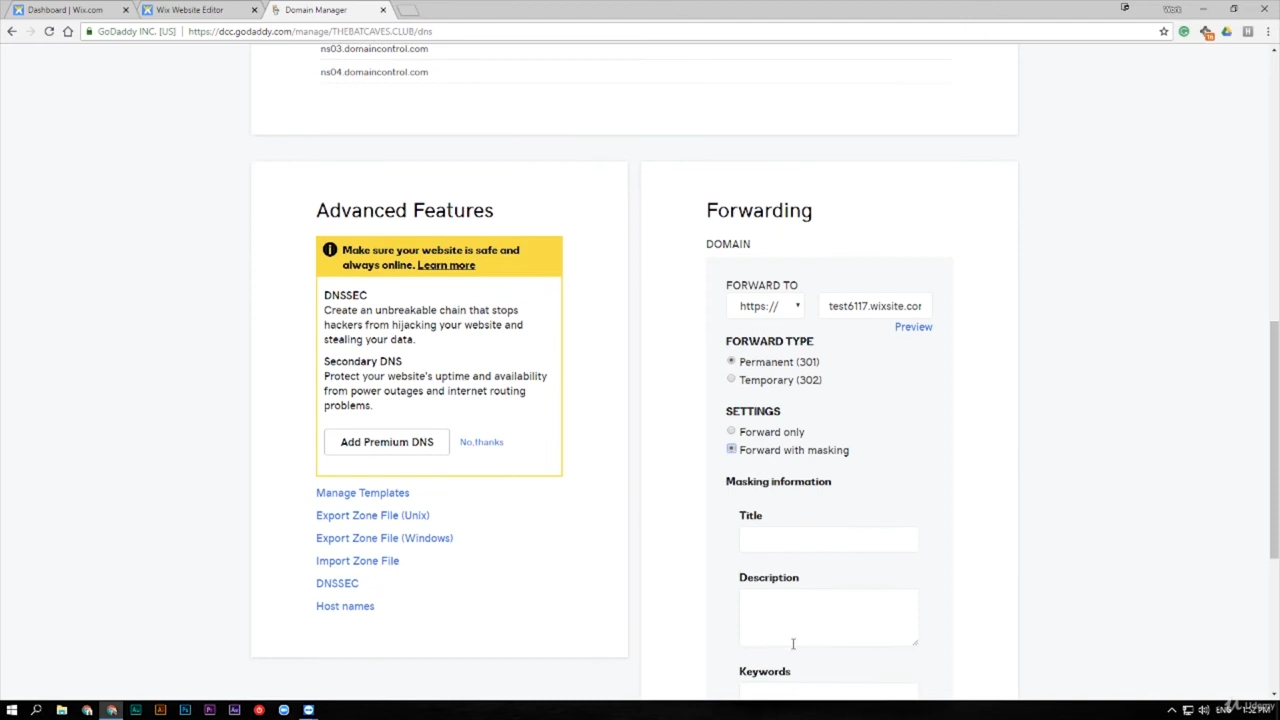 Dashboard | Wix.com
Wix Website Editor
Domain Manager
Work
GoDaddy INC. [US]
https://dcc.godaddy.com/manage/THEBATCAVES.CLUB/dns
ns03.domaincontrol.com
ns04.domaincontrol.com
Advanced Features
Make sure your website is safe and
always online. Learn more
DNSSEC
Create an unbreakable chain that stops
hackers from hijacking your website and
stealing your data.
Secondary DNS
Protect your website's uptime and availability
from power outages and internet routing
problems.
Add Premium DNS
No,thanks
Manage Templates
Export Zone File (Unix)
Export Zone File (Windows)
Import Zone File
DNSSEC
Host names
Forwarding
DOMAIN
FORWARD TO
https://
test6117.wixsite.cor
Preview
FORWARD TYPE
Permanent (301)
Temporary (302)
SETTINGS
Forward only
Forward with masking
Masking information
Title
Description
Keywords
ENG
1:52 PM
Udemy